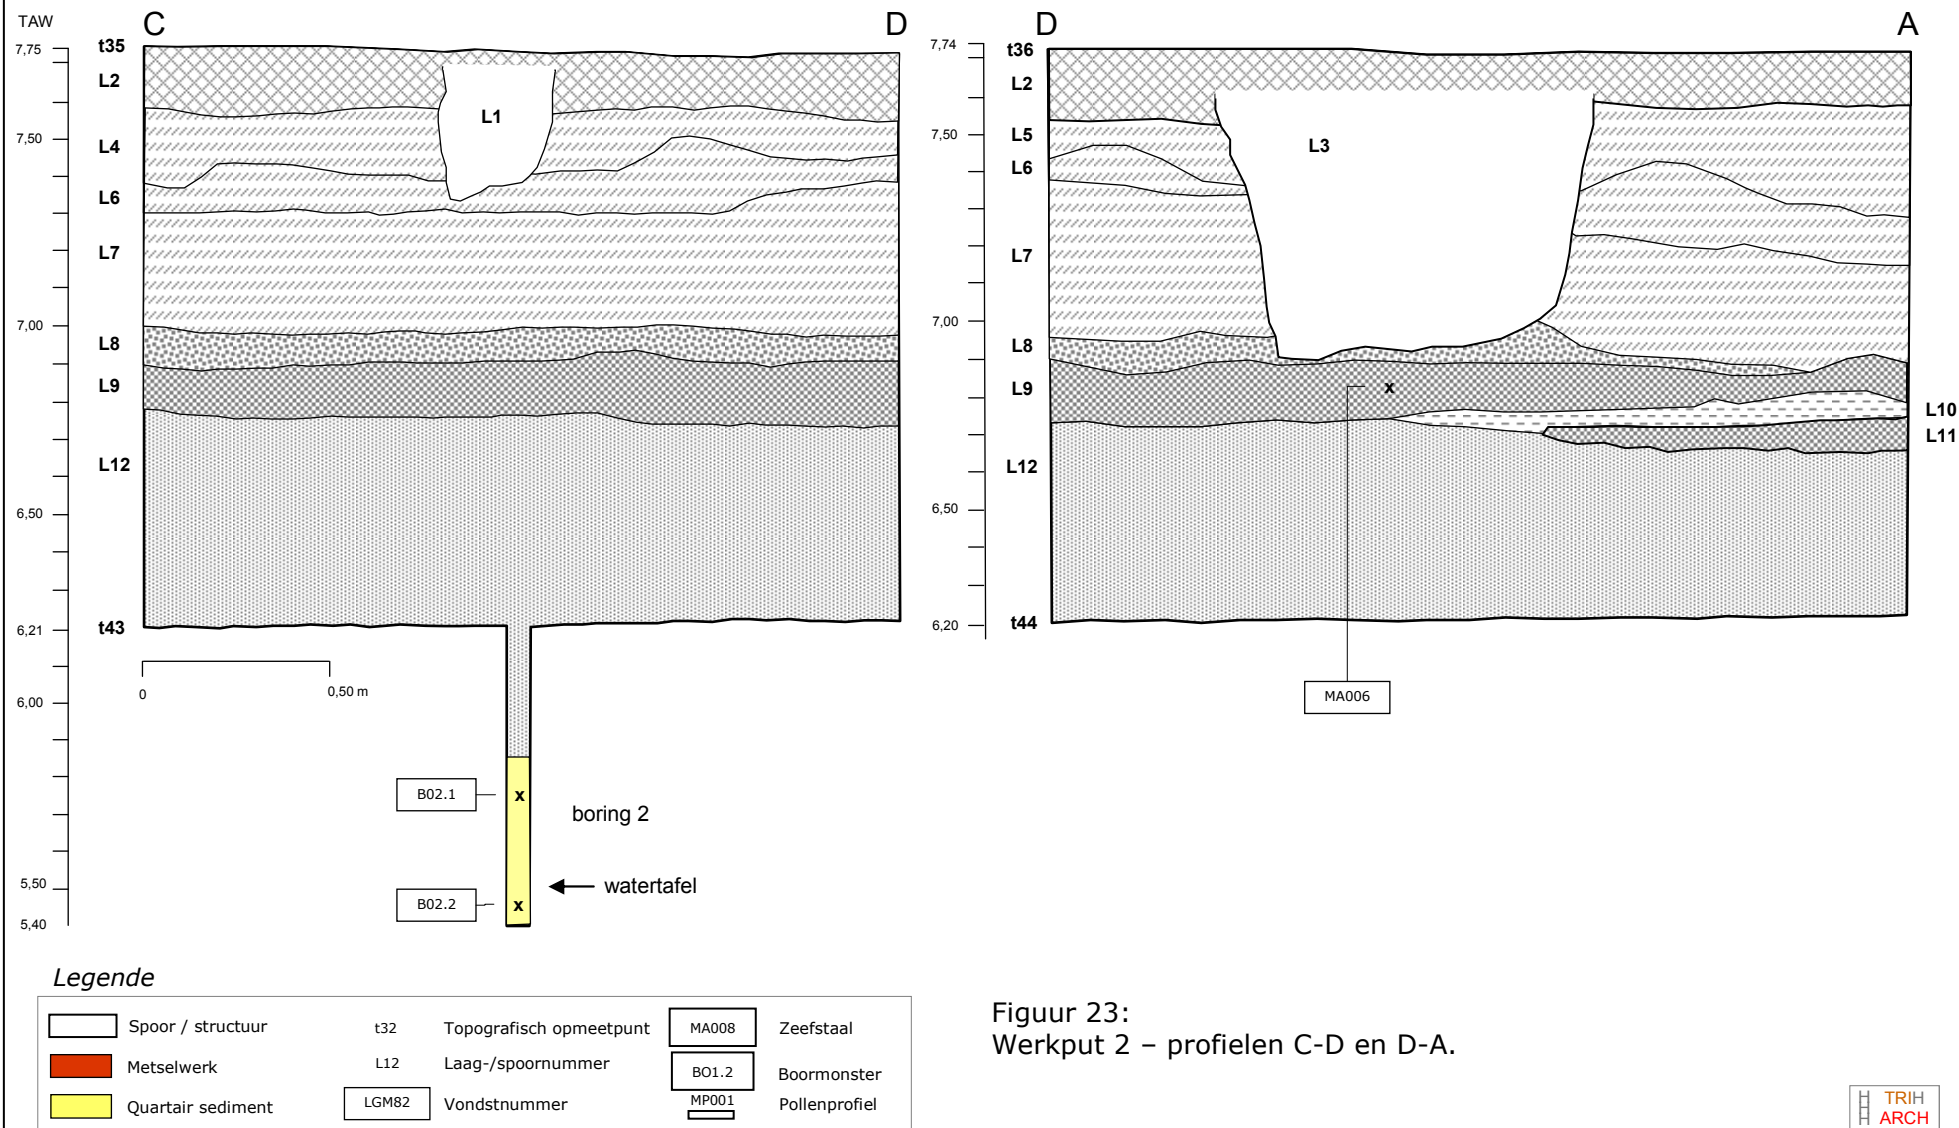 TAW
C
D
D
A
7,75
t35
L2
7,50
L4
L6
L7
7,00
L8
L9
L12
6,50
6,21
t43
0
0,50 m
6,00
5,50
5,40
L1
B02.1
boring 2
watertafel
B02.2
7,74
t36
L2
7,50
L5
L6
L3
L7
7,00
L8
L9
x
L10
L11
L12
6,50
6,20
t44
MA006
x
x
Legende
Spoor / structuur
t32
Topografisch opmeetpunt
MA008
Zeefstaal
Metselwerk
L12
Laag-/spoornummer
BO1.2
Boormonster
Quartair sediment
LGM82
Vondstnummer
MP001
Pollenprofiel
Figuur 23:
Werkput 2 – profielen C-D en D-A.
TRIH
ARCH